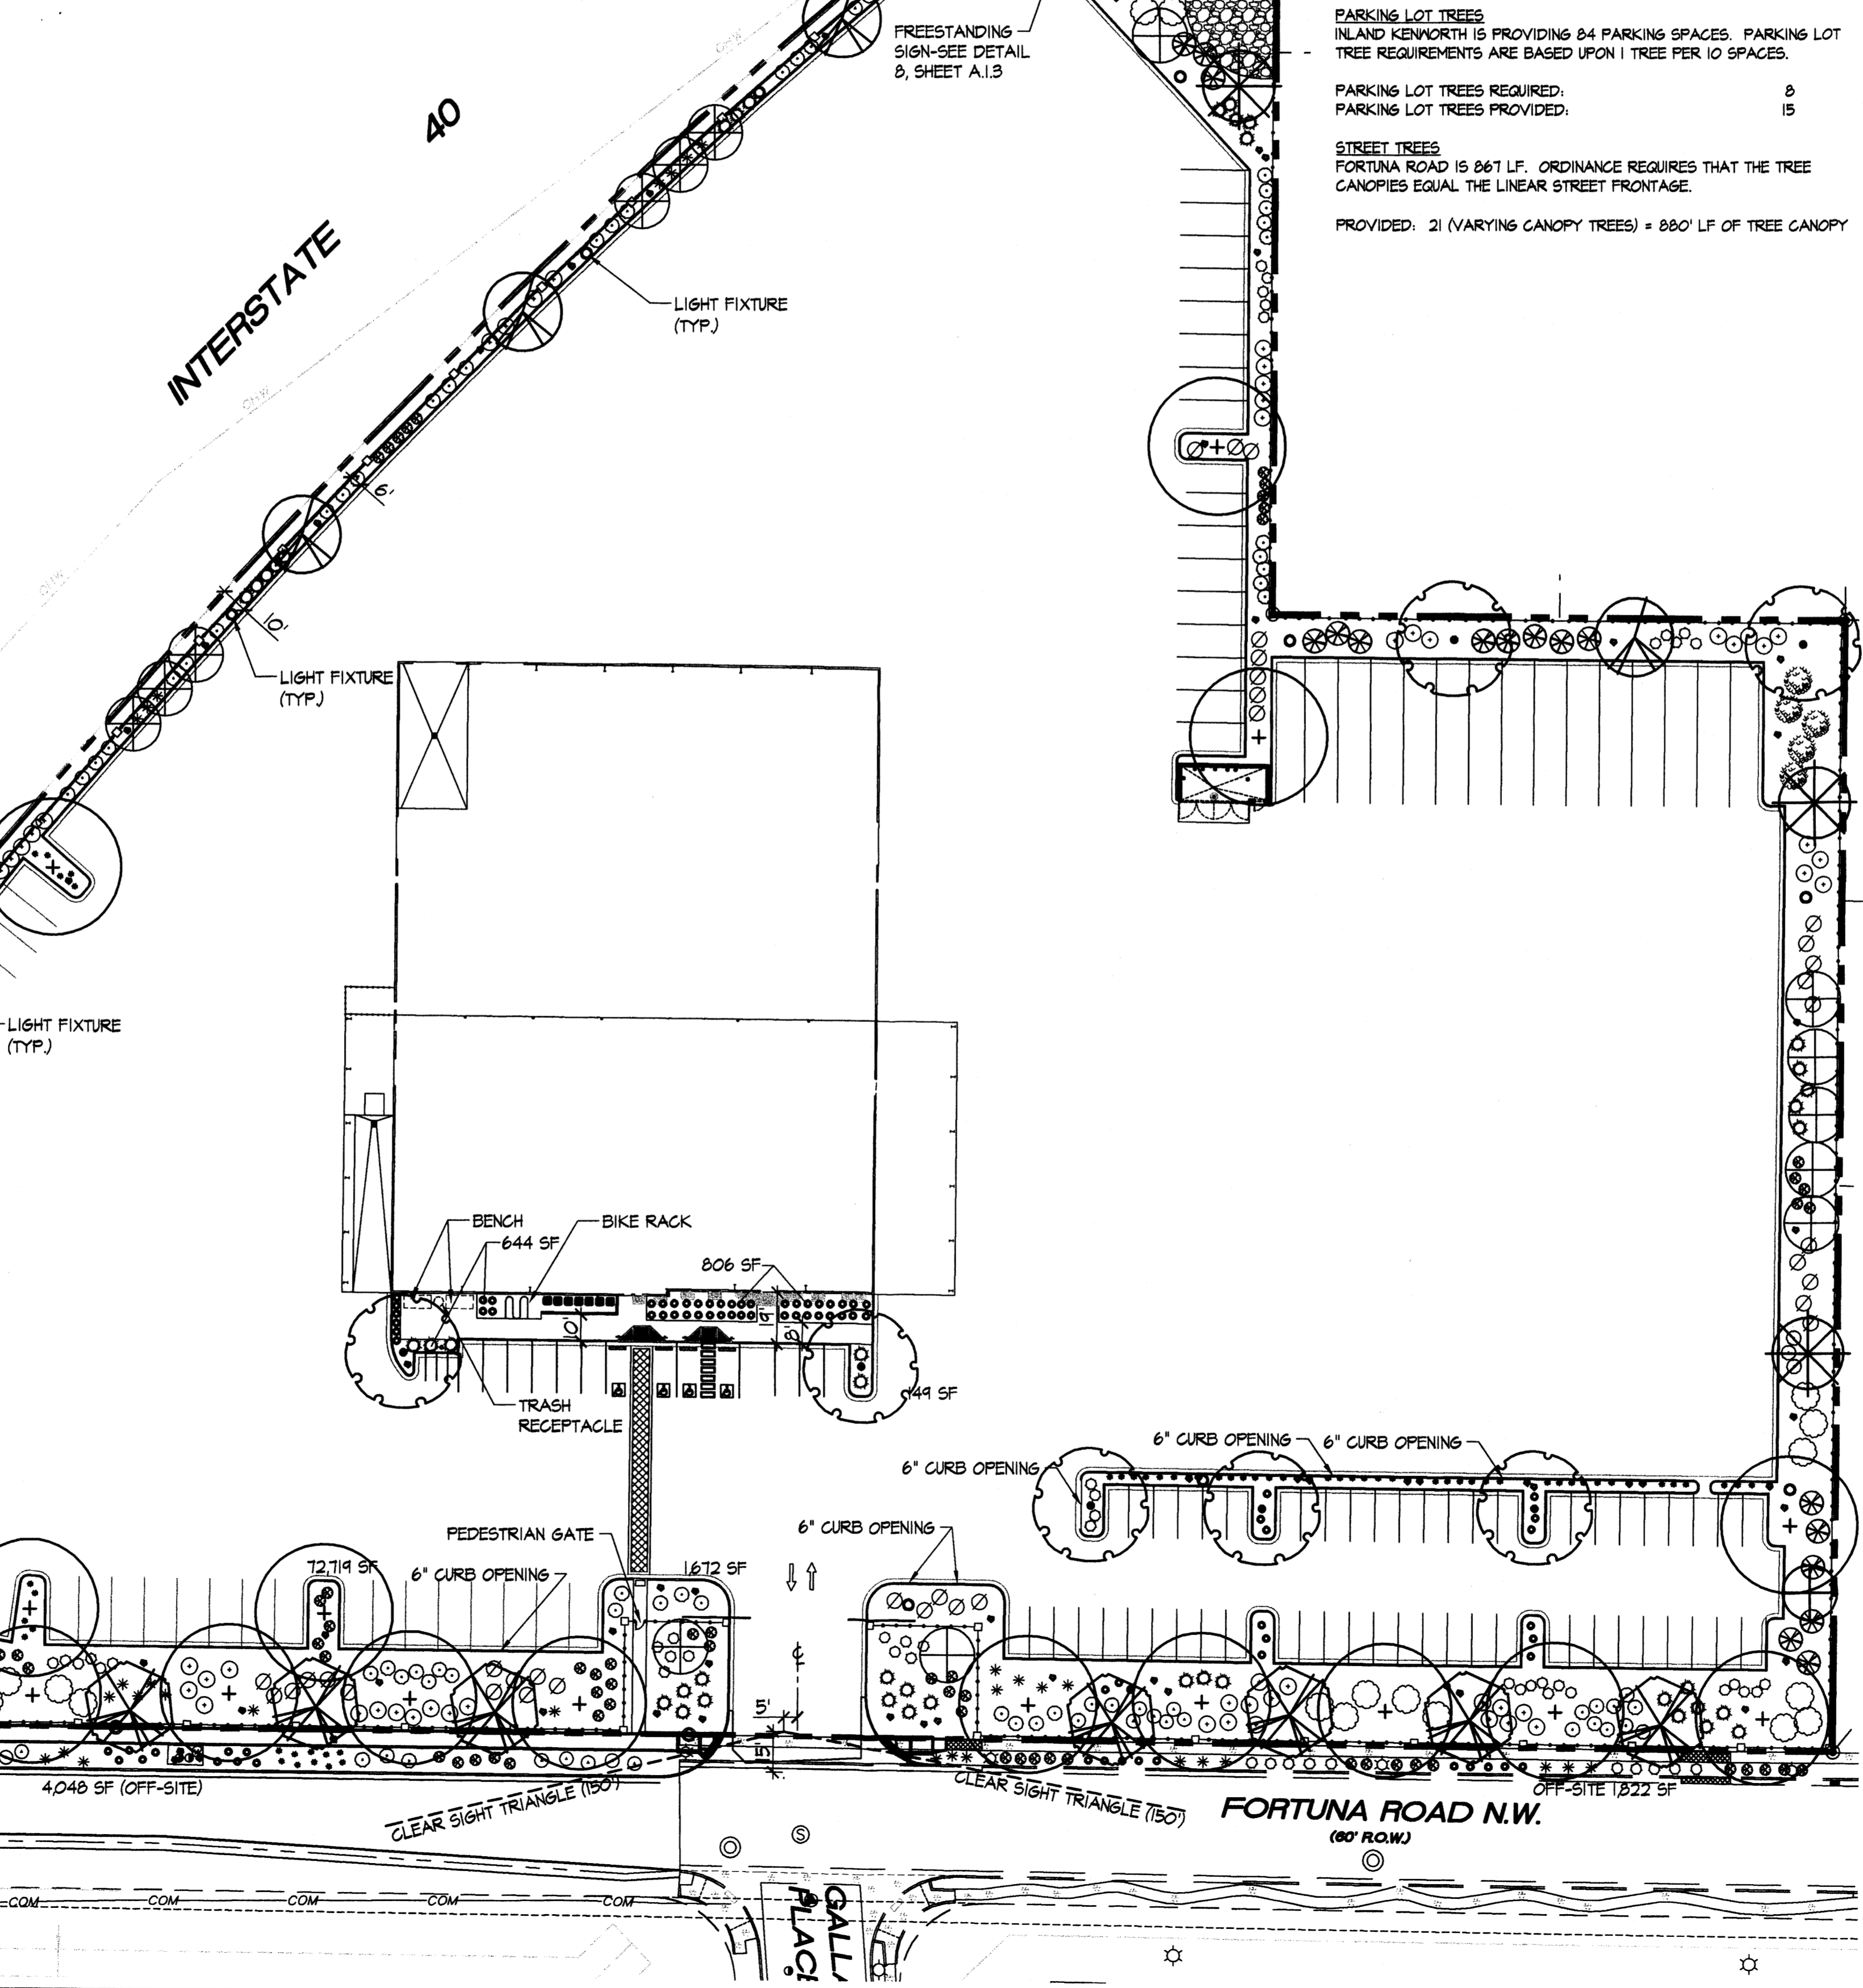 PARKING LOT TREES
INLAND KENWORTH IS PROVIDING 84 PARKING SPACES. PARKING LOT
TREE REQUIREMENTS ARE BASED UPON 1 TREE PER 10 SPACES.
PARKING LOT TREES REQUIRED: 8
PARKING LOT TREES PROVIDED: 15
STREET TREES
FORTUNA ROAD IS 867 LF. ORDINANCE REQUIRES THAT THE TREE
CANOPIES EQUAL THE LINEAR STREET FRONTAGE.
PROVIDED: 21 (VARYING CANOPY TREES) = 880' LF OF TREE CANOPY
FREESTANDING
SIGN-SEE DETAIL
8, SHEET A.1.3
OHW
INTERSTATE 40
LIGHT FIXTURE
(TYP.)
OHW
6'
OHW
10'
LIGHT FIXTURE
(TYP.)
LIGHT FIXTURE
(TYP.)
BENCH
BIKE RACK
644 SF
806 SF
10'
19'
8'
149 SF
TRASH
RECEPTACLE
6" CURB OPENING
6" CURB OPENING
6" CURB OPENING
PEDESTRIAN GATE
6" CURB OPENING
72,719 SF
6" CURB OPENING
1,672 SF
5'
15'
4,048 SF (OFF-SITE)
CLEAR SIGHT TRIANGLE (150')
CLEAR SIGHT TRIANGLE (150')
OFF-SITE 1,822 SF
FORTUNA ROAD N.W.
(60' R.O.W.)
S
COM
COM
COM
COM
COM
PLACE